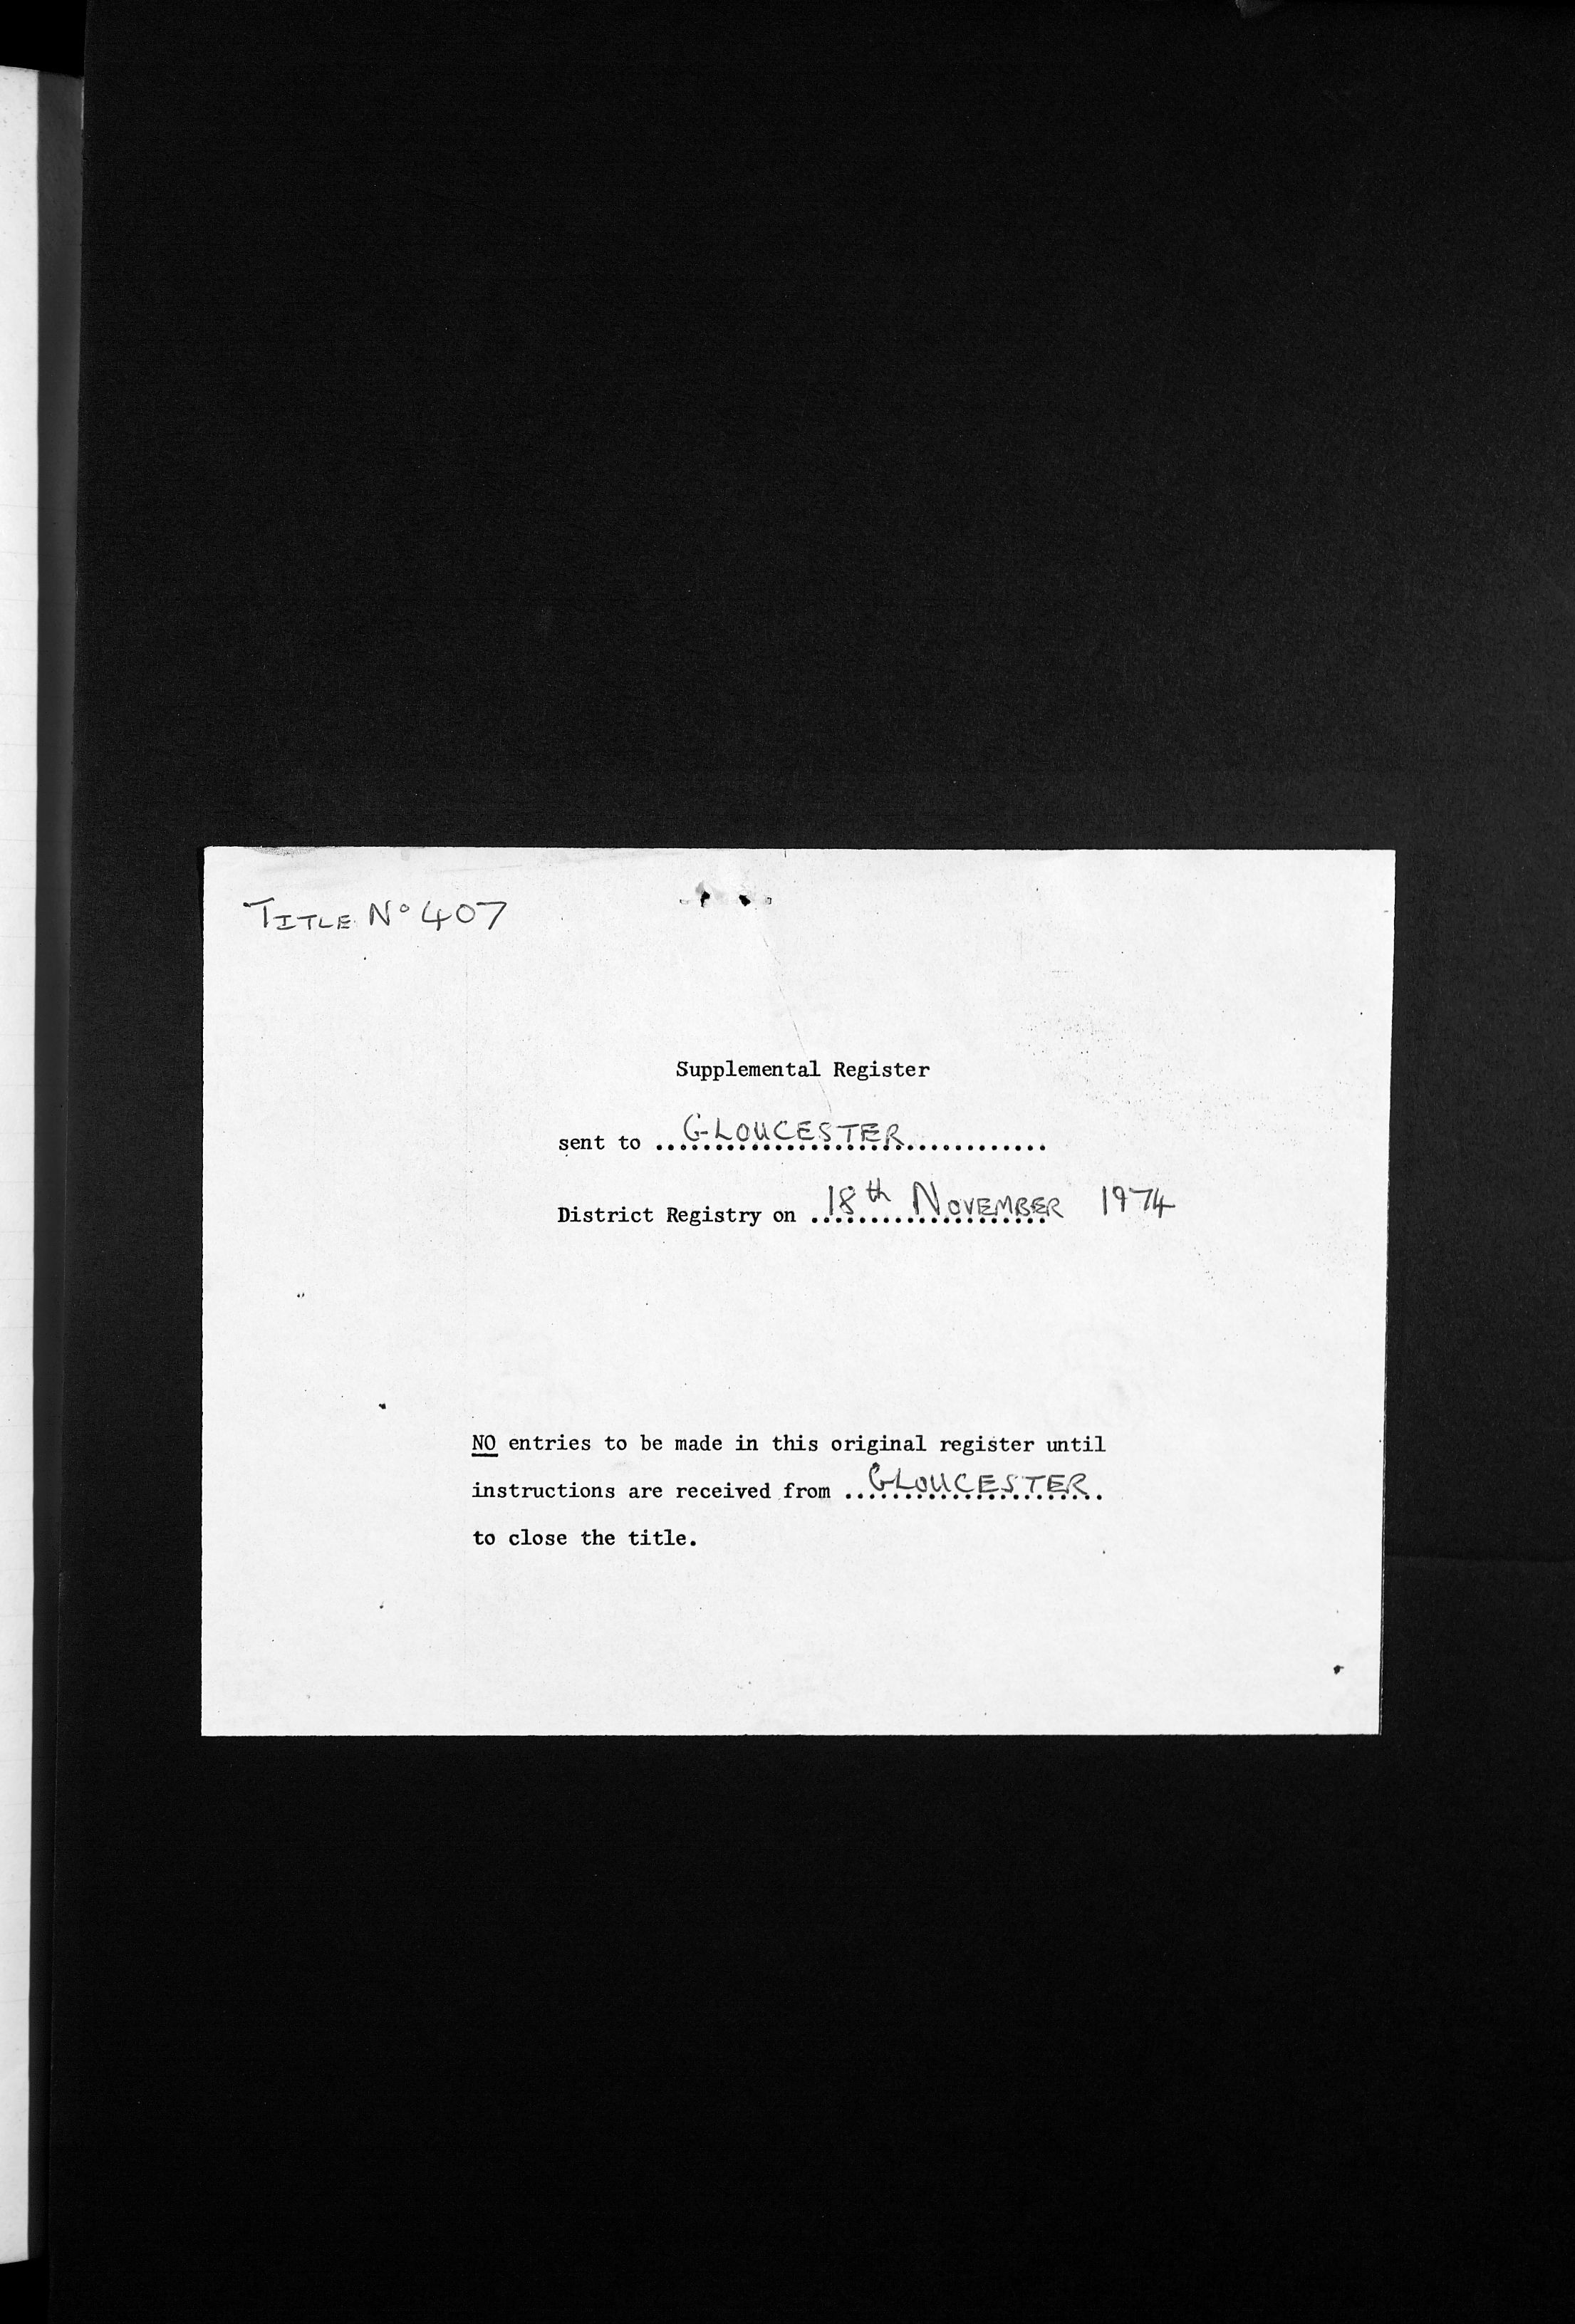 TITLE Nº 407
Supplemental Register
sent to ...GLOUCESTER............
District Registry on ...18th NOVEMBER 1974
NO entries to be made in this original register until
instructions are received from ...GLOUCESTER.
to close the title.